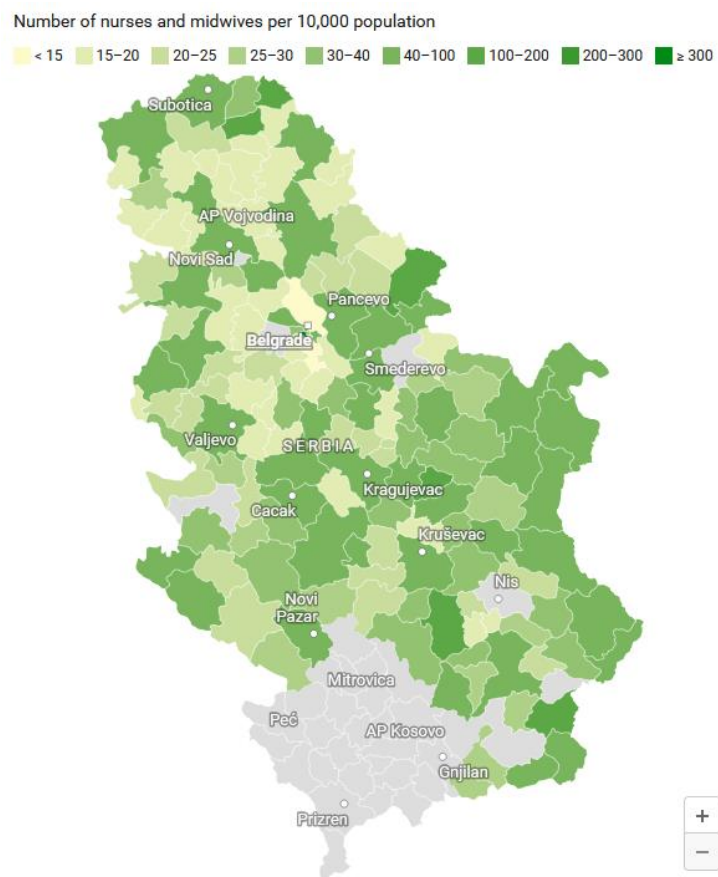 Number of nurses and midwives per 10,000 population
< 15 15–20 20–25 25–30 30–40 40–100 100–200 200–300 ≥ 300
Subotica
AP Vojvodina
Novi Sad
Pancevo
Belgrade
Smederevo
Valjevo
SERBIA
Kragujevac
Cacak
Kruševac
Nis
Novi
Pazar
Mitrovica
Peć
AP Kosovo
Gnjilan
Prizren
+
−